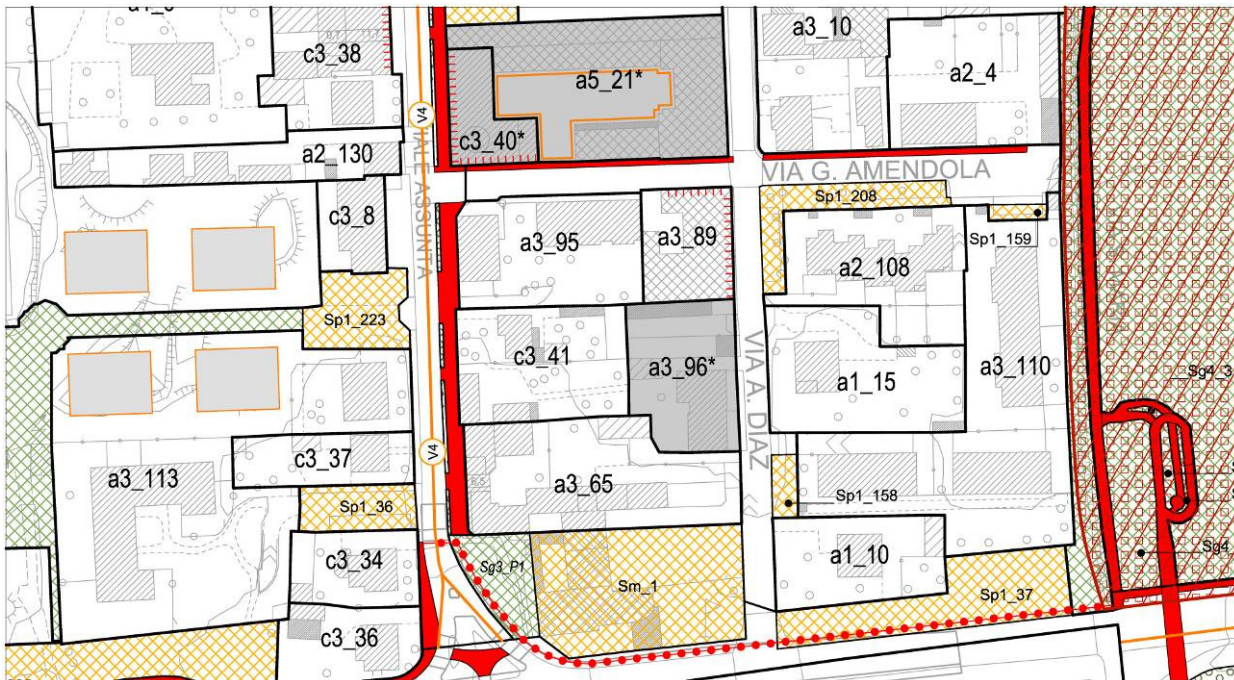 c3_38
a5_21*
a3_10
a2_4
V4
c3_40*
a2_130
VIA G. AMENDOLA
Sp1_208
c3_8
a3_95
a3_89
Sp1_159
a2_108
Sp1_223
c3_41
a3_96*
VIA A. DIAZ
a1_15
a3_110
V4
c3_37
a3_113
a3_65
Sp1_36
Sp1_158
Sg4
c3_34
Sg3_P1
Sm_1
a1_10
Sp1_37
c3_36